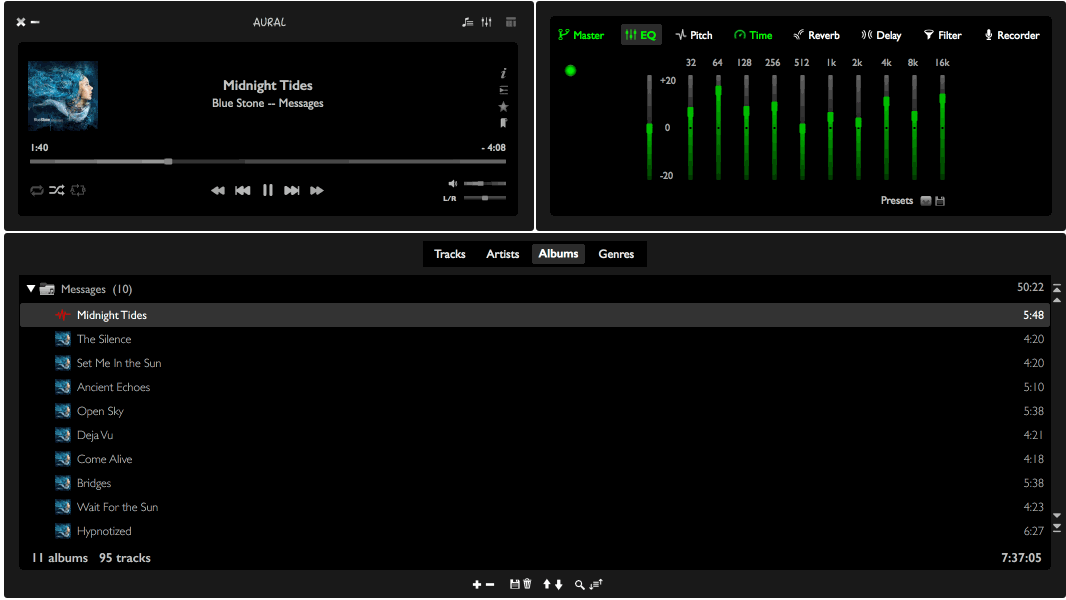 AURAL
Midnight Tides
Blue Stone -- Messages
1:40
- 4:08
L/R
Master EQ Pitch Time Reverb Delay Filter Recorder
32 64 128 256 512 1k 2k 4k 8k 16k
+20
0
-20
Presets
Tracks Artists Albums Genres
Messages (10) 50:22
Midnight Tides 5:48
The Silence 4:20
Set Me In the Sun 4:20
Ancient Echoes 5:10
Open Sky 5:38
Deja Vu 4:21
Come Alive 4:18
Bridges 5:38
Wait For the Sun 4:23
Hypnotized 6:27
11 albums 95 tracks 7:37:05